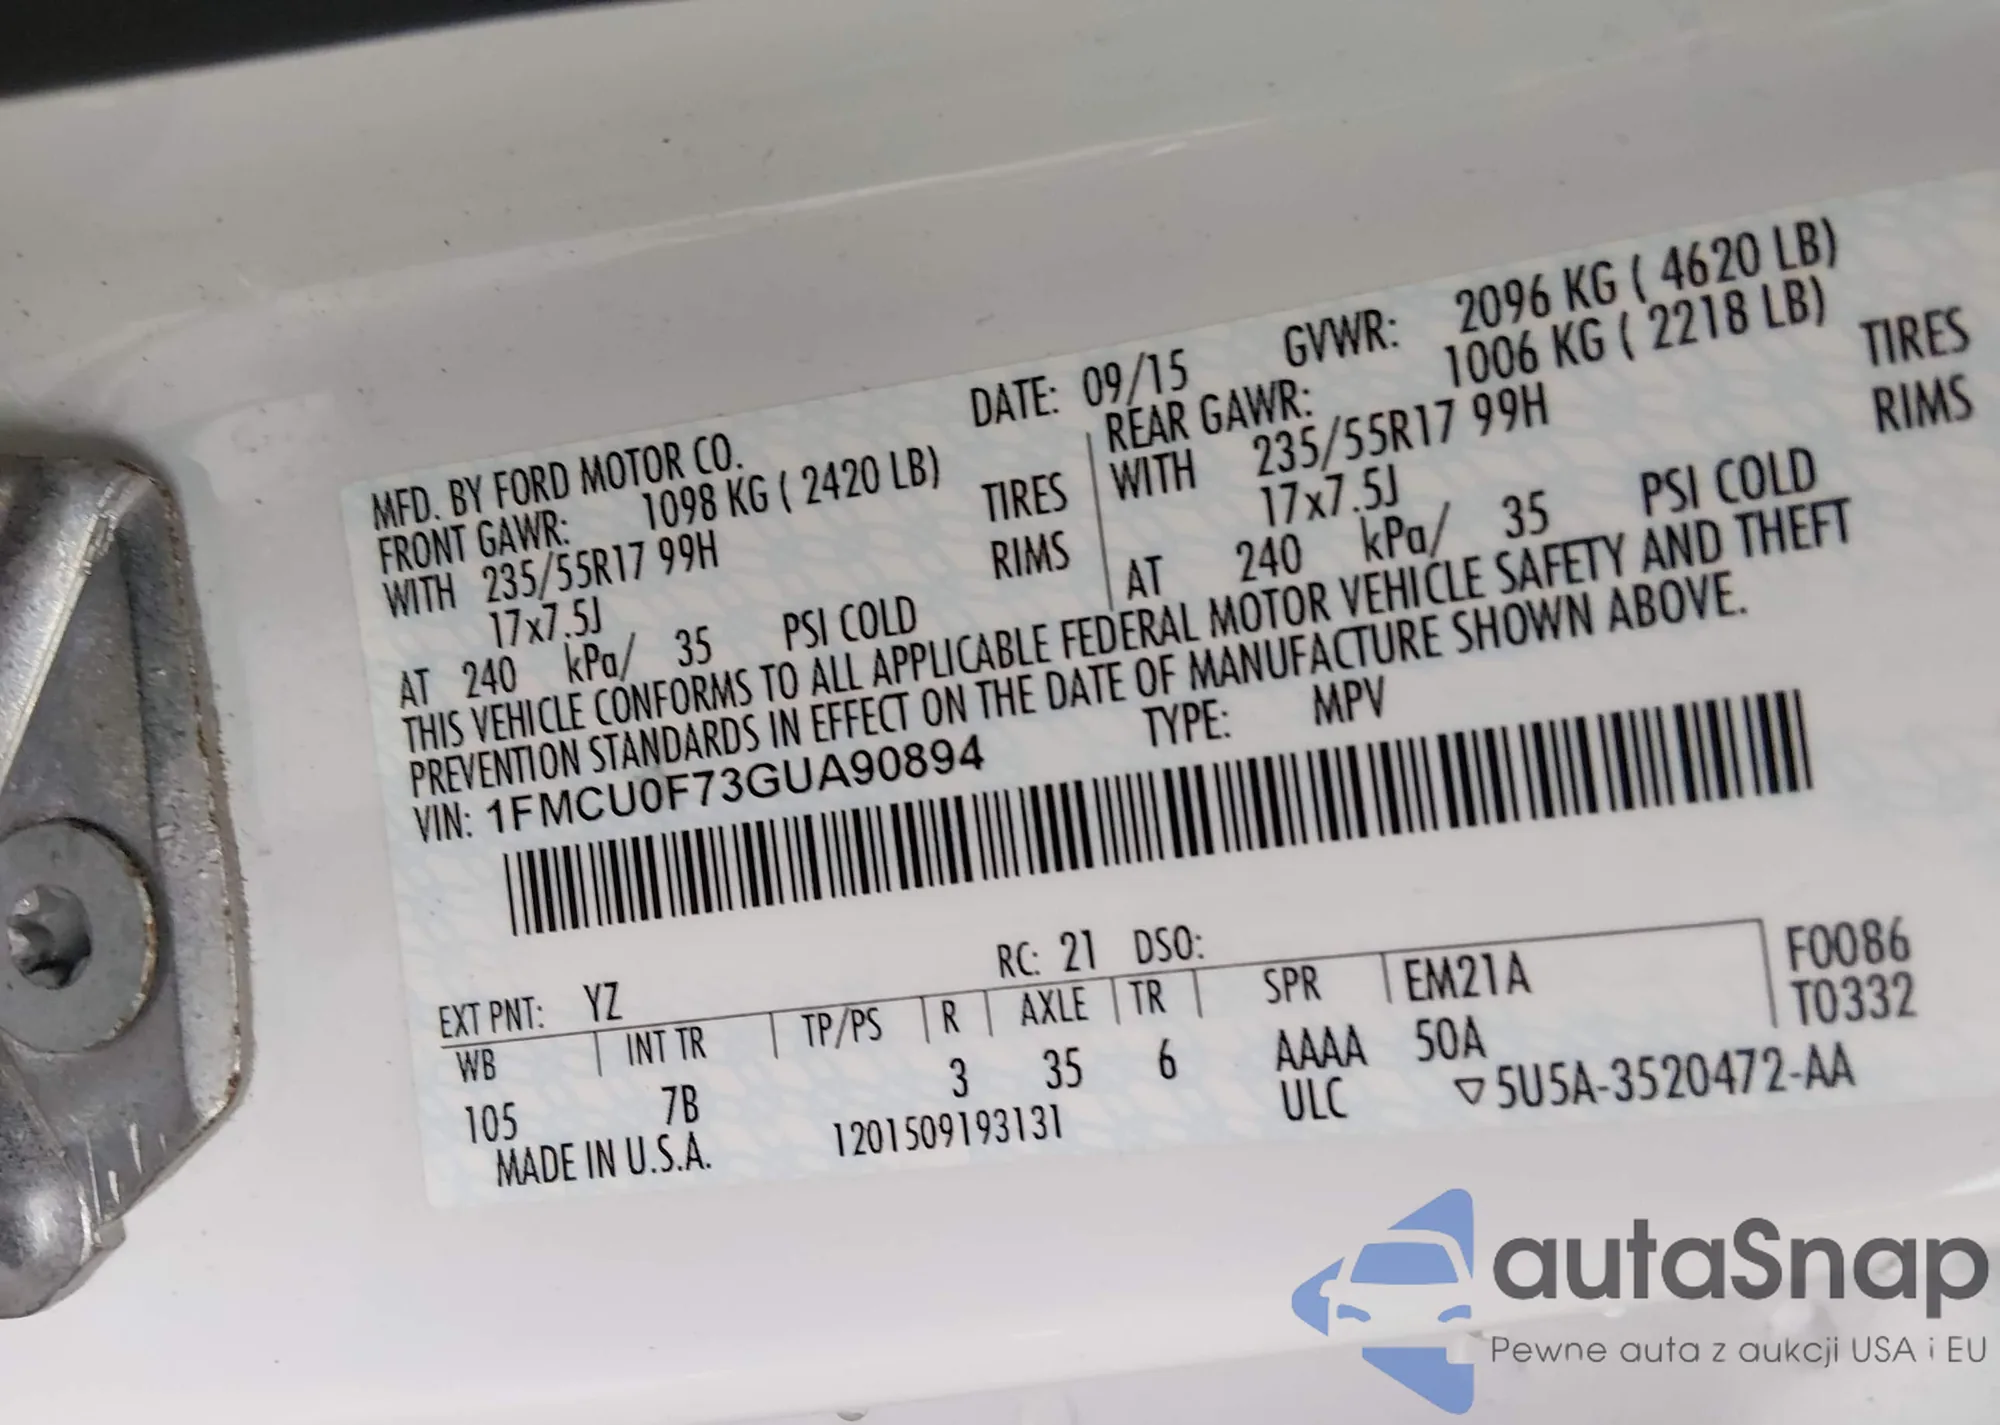 MFD. BY FORD MOTOR CO. DATE: 09/15 GVWR: 2096 KG ( 4620 LB)
FRONT GAWR: 1098 KG ( 2420 LB) REAR GAWR: 1006 KG ( 2218 LB)
WITH 235/55R17 99H TIRES WITH 235/55R17 99H TIRES
17x7.5J RIMS 17x7.5J RIMS
AT 240 kPa/ 35 PSI COLD AT 240 kPa/ 35 PSI COLD
THIS VEHICLE CONFORMS TO ALL APPLICABLE FEDERAL MOTOR VEHICLE SAFETY AND THEFT
PREVENTION STANDARDS IN EFFECT ON THE DATE OF MANUFACTURE SHOWN ABOVE.
VIN: 1FMCU0F73GUA90894 TYPE: MPV
EXT PNT: YZ RC: 21 DSO: F0086
WB INT TR TP/PS R AXLE TR SPR EM21A T0332
105 7B 3 35 6 AAAA 50A
ULC ▽5U5A-3520472-AA
MADE IN U.S.A. 1201509193131
autaSnap
Pewne auta z aukcji USA i EU